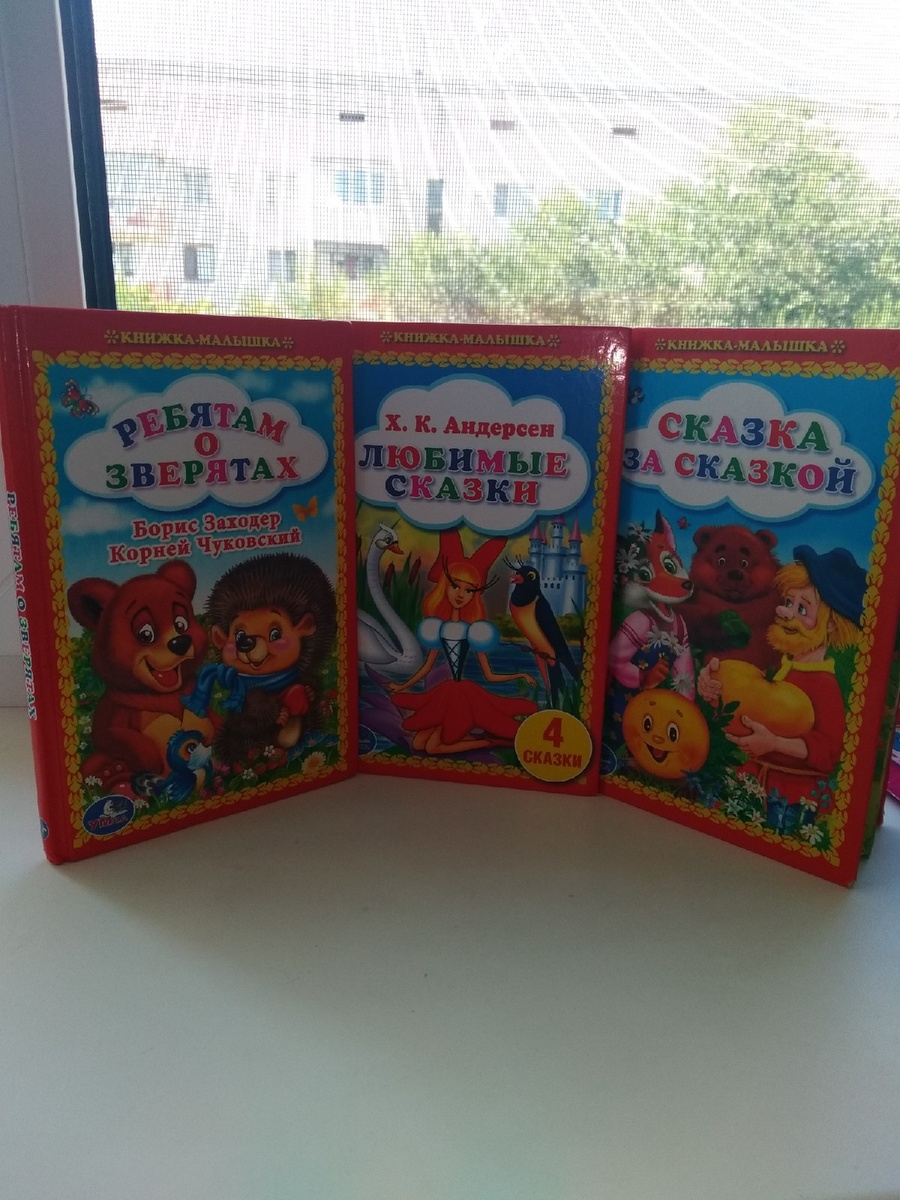 КНИЖКА-МАЛЫШКА
РЕБЯТАМ
О
ЗВЕРЯТАХ
Борис Заходер
Корней Чуковский
РЕБЯТАМ О ЗВЕРЯТАХ
КНИЖКА-МАЛЫШКА
Х. К. Андерсен
ЛЮБИМЫЕ
СКАЗКИ
4
СКАЗКИ
КНИЖКА-МАЛЫШКА
СКАЗКА
ЗА СКАЗКОЙ